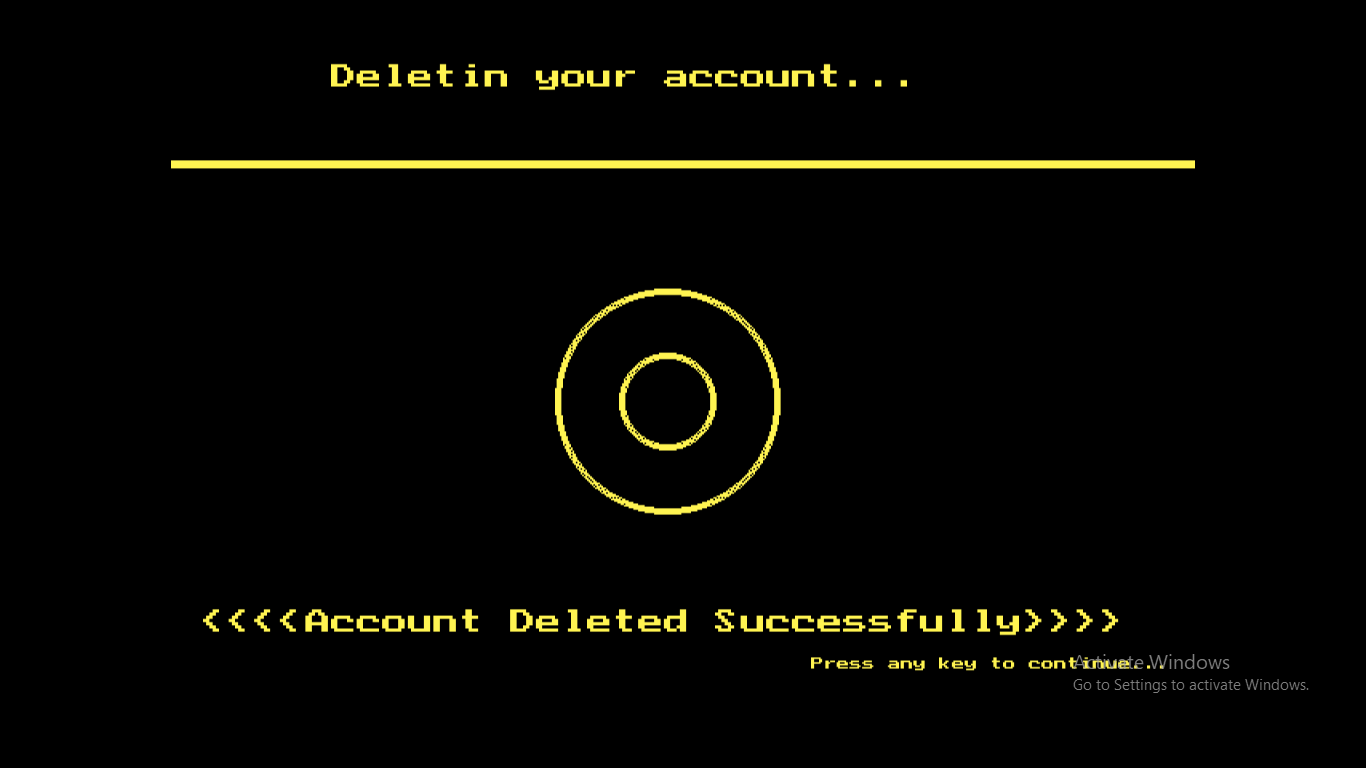 Deletin your account...
<<<<Account Deleted Successfully>>>>
Press any key to continue...
Activate Windows
Go to Settings to activate Windows.